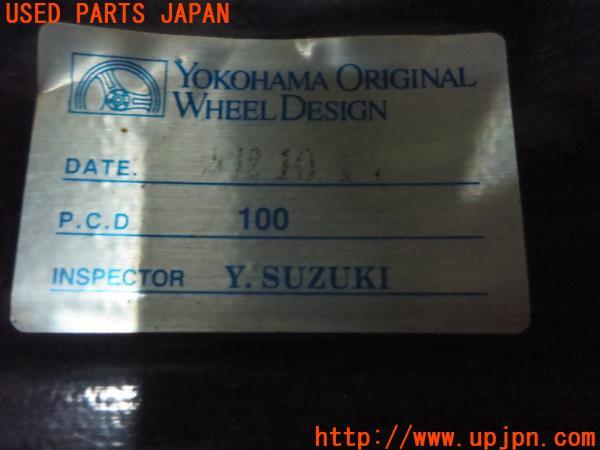 USED PARTS JAPAN
YOKOHAMA ORIGINAL
WHEEL DESIGN
DATE.
P.C.D 100
INSPECTOR Y. SUZUKI
http://www.upjpn.com/